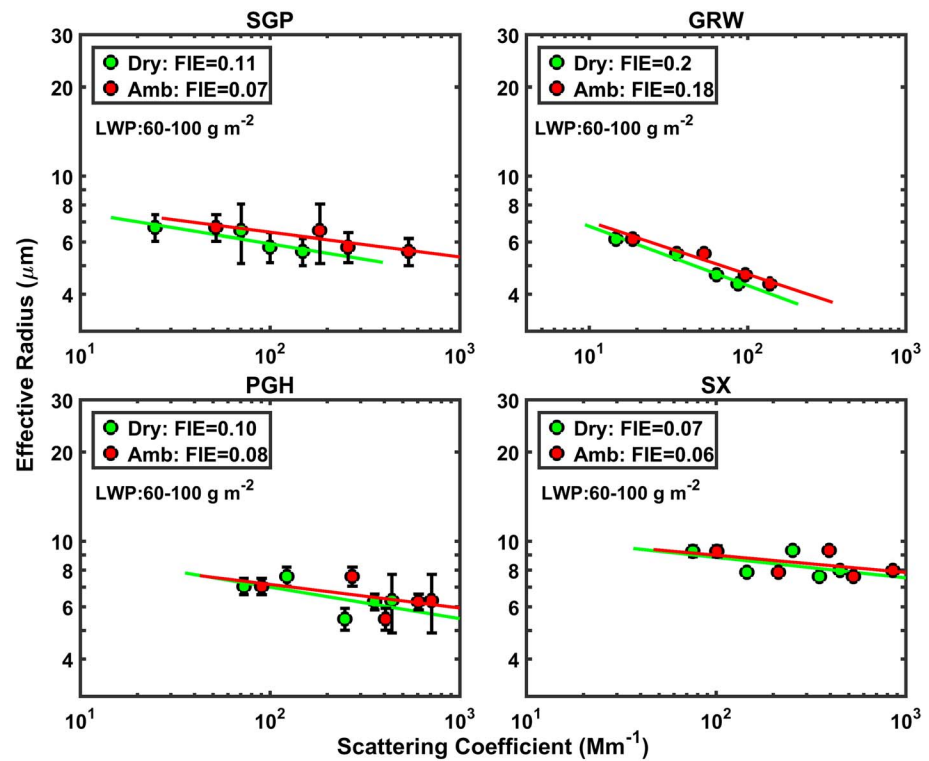 SGP
30
20
10
8
6
4
Dry: FIE=0.11
Amb: FIE=0.07
LWP:60-100 g m⁻²
10¹
10²
10³
GRW
30
20
10
8
6
4
Dry: FIE=0.2
Amb: FIE=0.18
LWP:60-100 g m⁻²
10¹
10²
10³
PGH
30
20
10
8
6
4
Dry: FIE=0.10
Amb: FIE=0.08
LWP:60-100 g m⁻²
10¹
10²
10³
SX
30
20
10
8
6
4
Dry: FIE=0.07
Amb: FIE=0.06
LWP:60-100 g m⁻²
10¹
10²
10³
Effective Radius (μm)
Scattering Coefficient (Mm⁻¹)